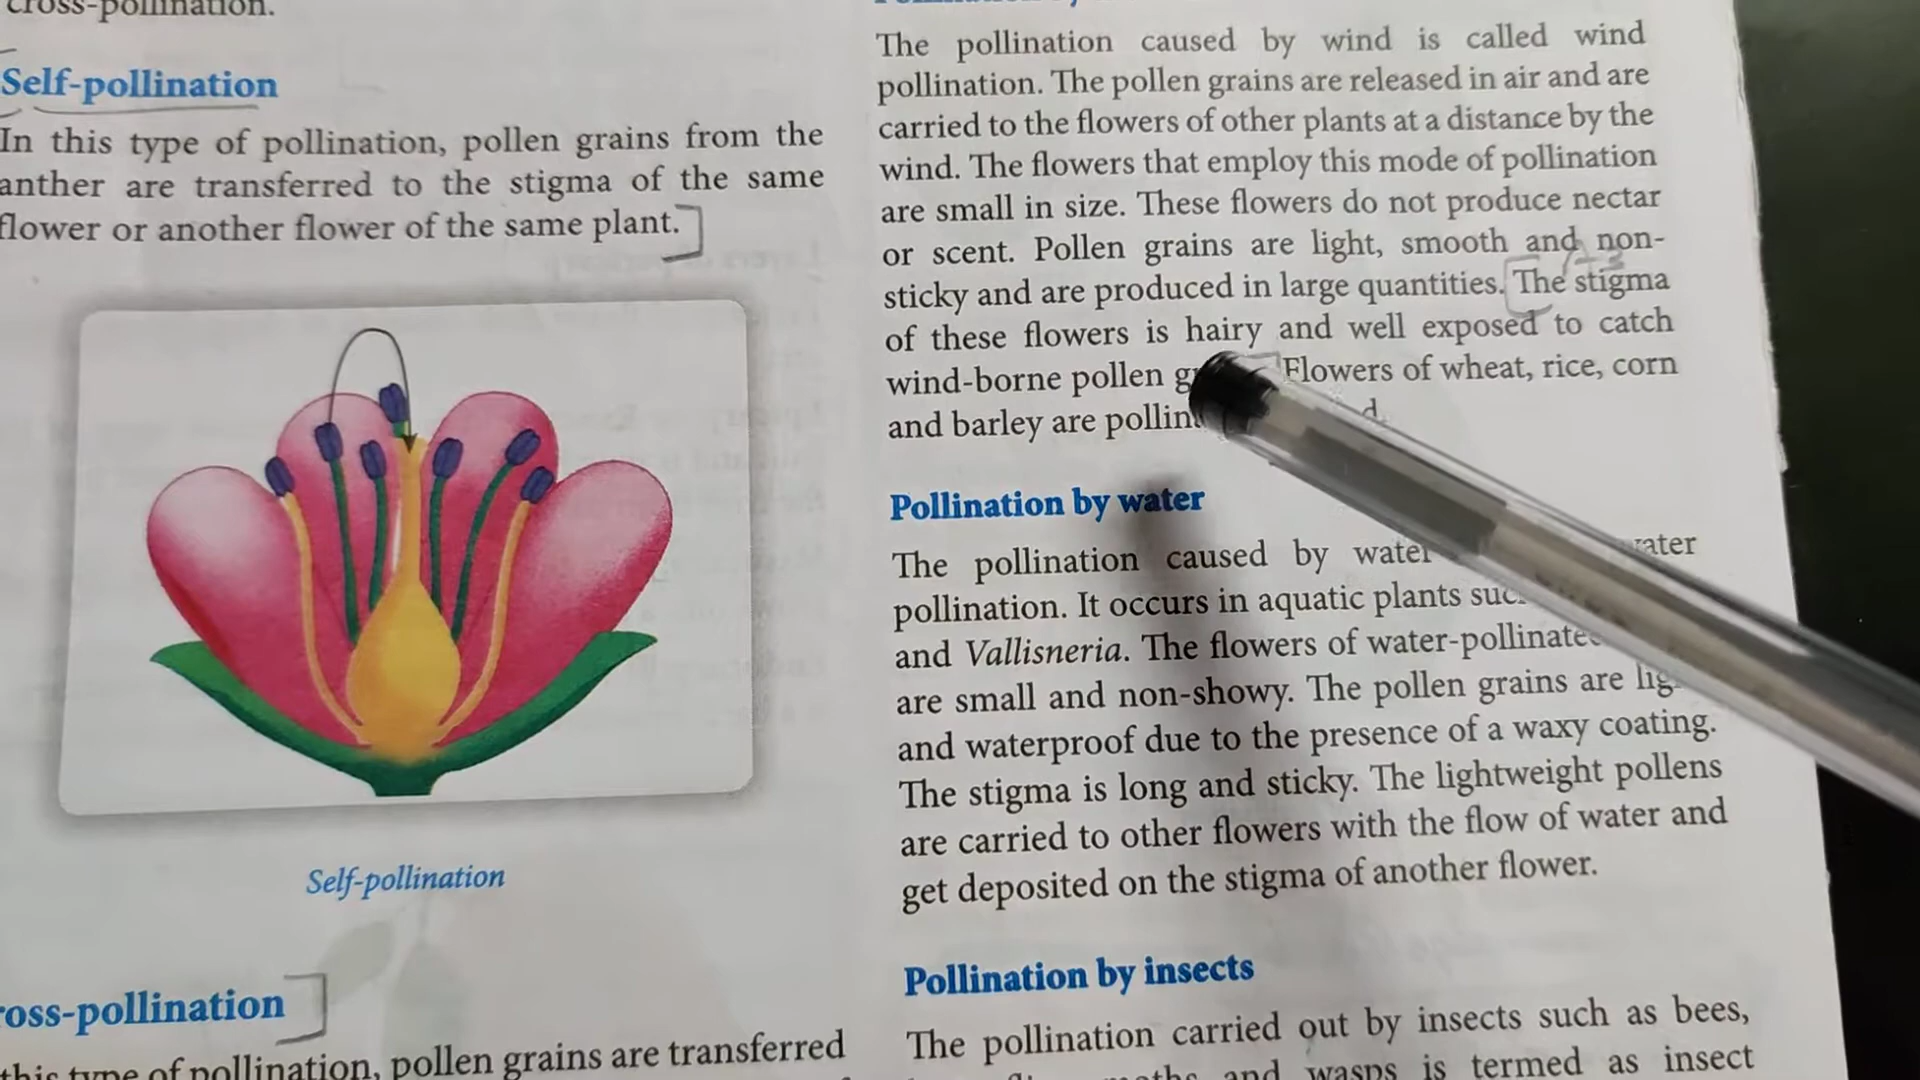 cross-pollination.
Self-pollination
In this type of pollination, pollen grains from the
anther are transferred to the stigma of the same
flower or another flower of the same plant.
Self-pollination
oss-pollination
this type of pollination, pollen grains are transferred
The pollination caused by wind is called wind
pollination. The pollen grains are released in air and are
carried to the flowers of other plants at a distance by the
wind. The flowers that employ this mode of pollination
are small in size. These flowers do not produce nectar
or scent. Pollen grains are light, smooth and non-
sticky and are produced in large quantities. The stigma
of these flowers is hairy and well exposed to catch
wind-borne pollen Flowers of wheat, rice, corn
and barley are
Pollination by water
The pollination caused by water
pollination. It occurs in aquatic plants
and Vallisneria. The flowers of
are small and non-showy. The pollen grains are
and waterproof due to the presence of a waxy coating.
The stigma is long and sticky. The lightweight pollens
are carried to other flowers with the flow of water and
get deposited on the stigma of another flower.
Pollination by insects
The pollination carried out by insects such as bees,
and wasps is termed as insect